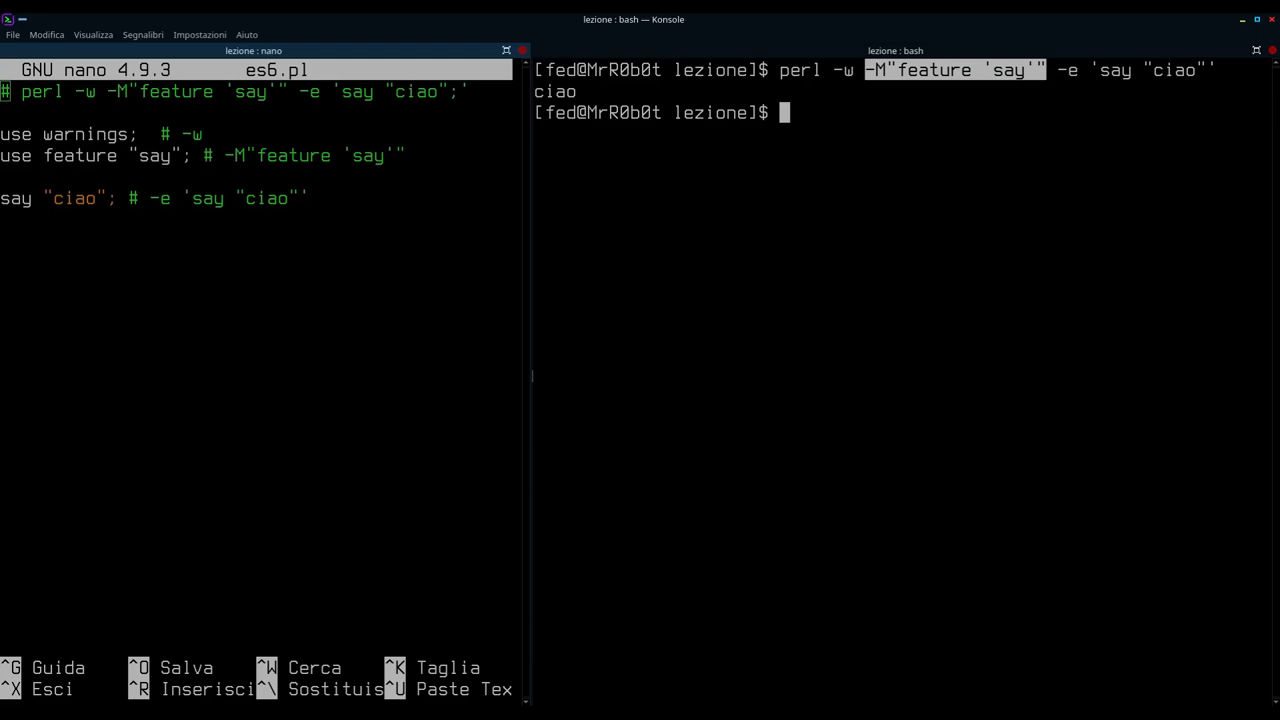 lezione : bash — Konsole
File Modifica Visualizza Segnalibri Impostazioni Aiuto
lezione : nano
GNU nano 4.9.3 es6.pl
# perl -w -M"feature 'say'" -e 'say "ciao";'
use warnings; # -w
use feature "say"; # -M"feature 'say'"
say "ciao"; # -e 'say "ciao"'
^G Guida ^O Salva ^W Cerca ^K Taglia
^X Esci ^R Inserisci ^\ Sostituis ^U Paste Tex
lezione : bash
[fed@MrR0b0t lezione]$ perl -w -M"feature 'say'" -e 'say "ciao"'
ciao
[fed@MrR0b0t lezione]$